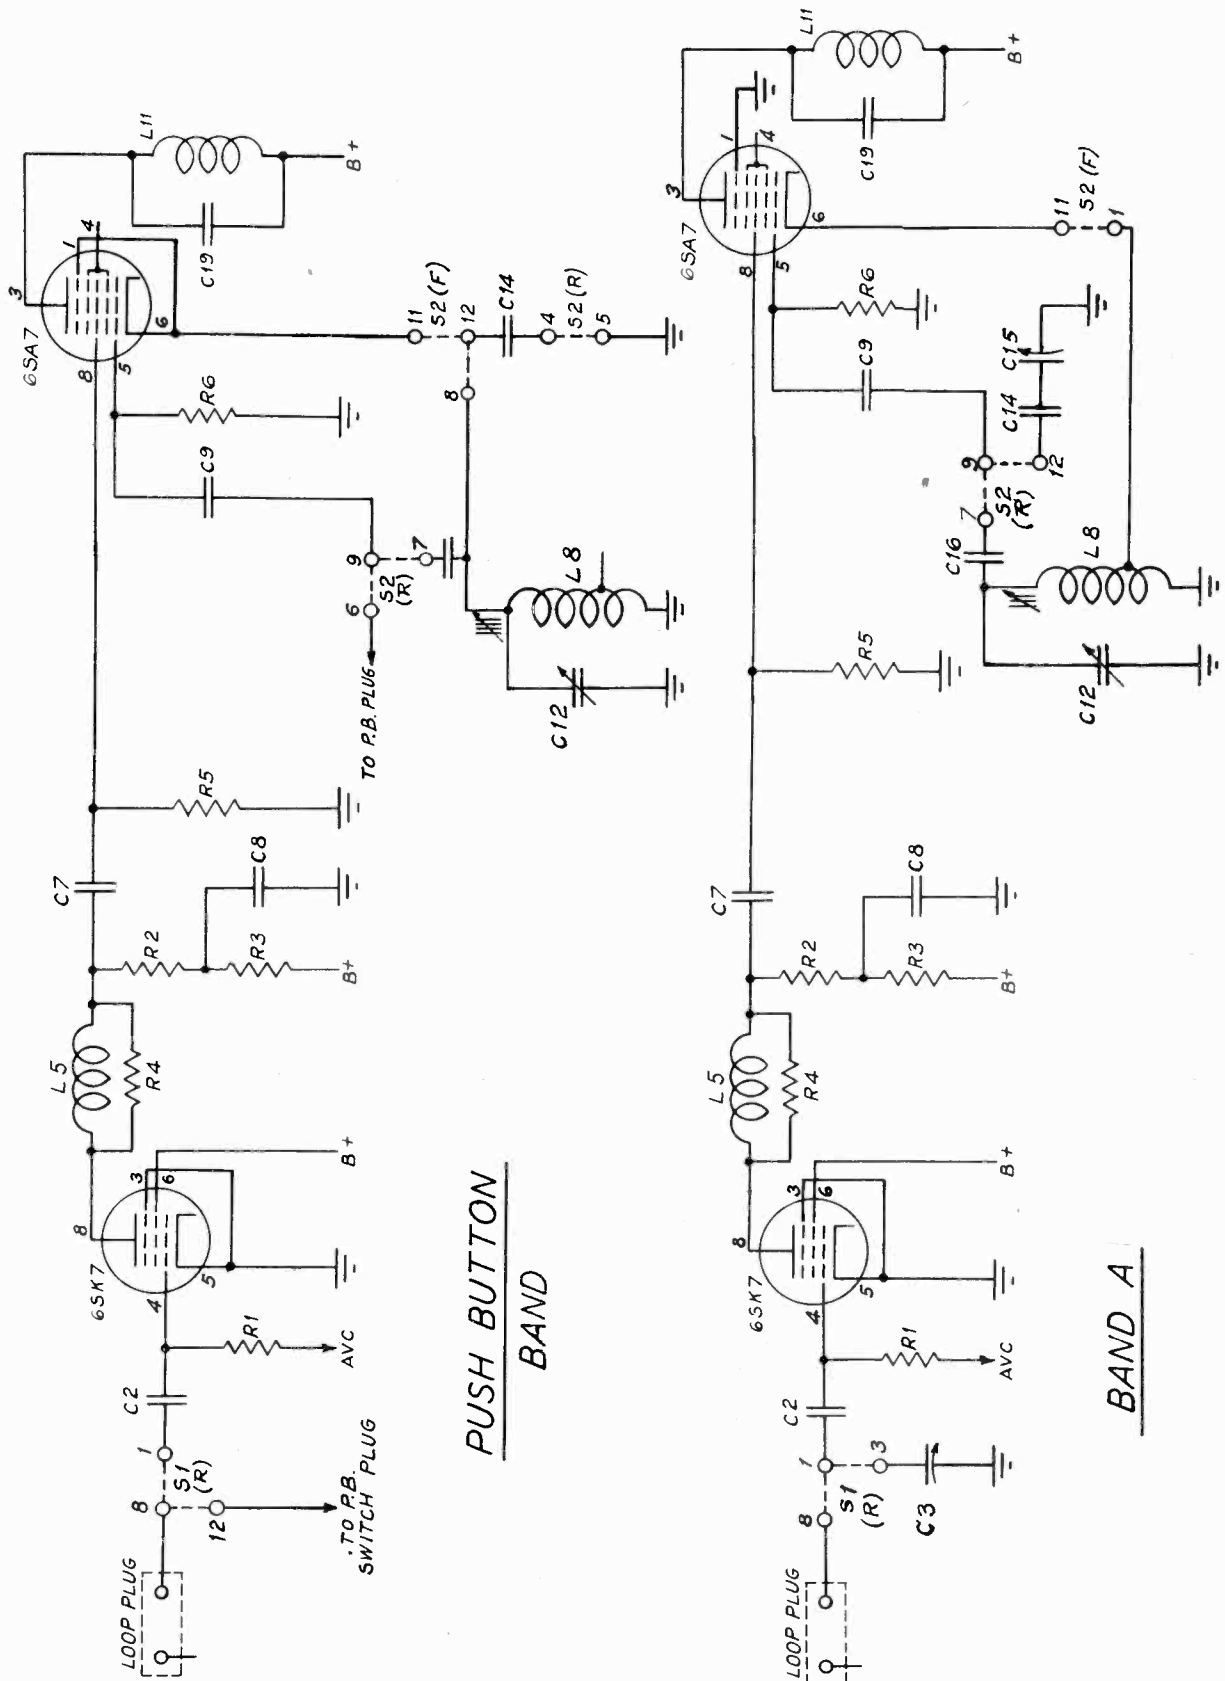 LOOP PLUG
8
S1
(R)
1
12
.TO P.B.
SWITCH PLUG
C2
R1
AVC
6SK7
8
4
5
3
6
B+
L5
R4
R2
R3
B+
C7
C8
R5
TO P.B. PLUG
6
S2
(R)
9
7
C9
R6
C12
L8
6SA7
3
8
5
1
4
6
L11
C19
B+
11
S2 (F)
12
8
C14
4
S2 (R)
5
PUSH BUTTON
BAND
LOOP PLUG
8
S1
(R)
1
3
C3
C2
R1
AVC
6SK7
8
4
5
3
6
B+
L5
R4
R2
R3
B+
C7
C8
R5
C12
L8
C16
7
S2
(R)
9
12
C14
C15
C9
R6
6SA7
3
8
5
1
4
6
L11
C19
B+
11
S2 (F)
1
BAND A